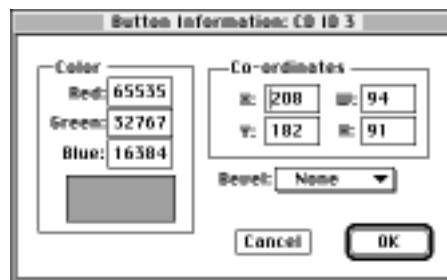 Button Information: CD ID 3
Color
Red: 65535
Green: 32767
Blue: 16384
Co-ordinates
X: 208 W: 94
Y: 182 H: 91
Bevel: None
Cancel OK